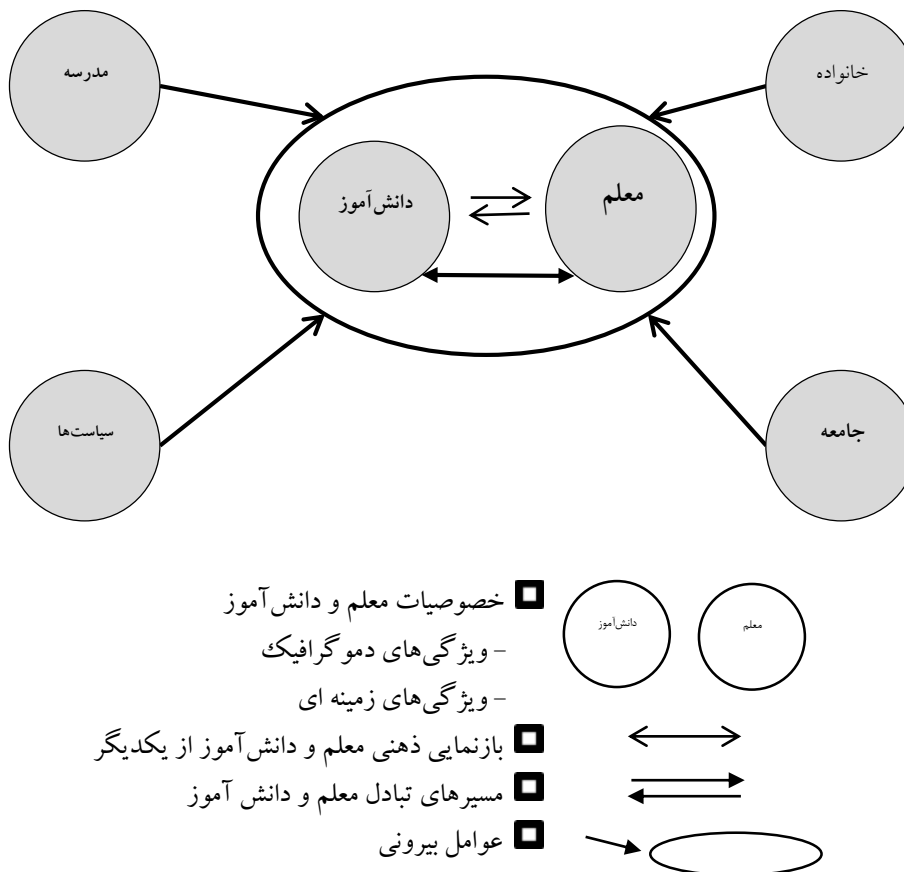 خانواده
مدرسه
معلم
دانش‌آموز
جامعه
سیاست‌ها
معلم
دانش‌آموز
خصوصیات معلم و دانش‌آموز
- ویژگی‌های دموگرافیک
- ویژگی‌های زمینه ای
بازنمایی ذهنی معلم و دانش‌آموز از یکدیگر
مسیرهای تبادل معلم و دانش آموز
عوامل بیرونی